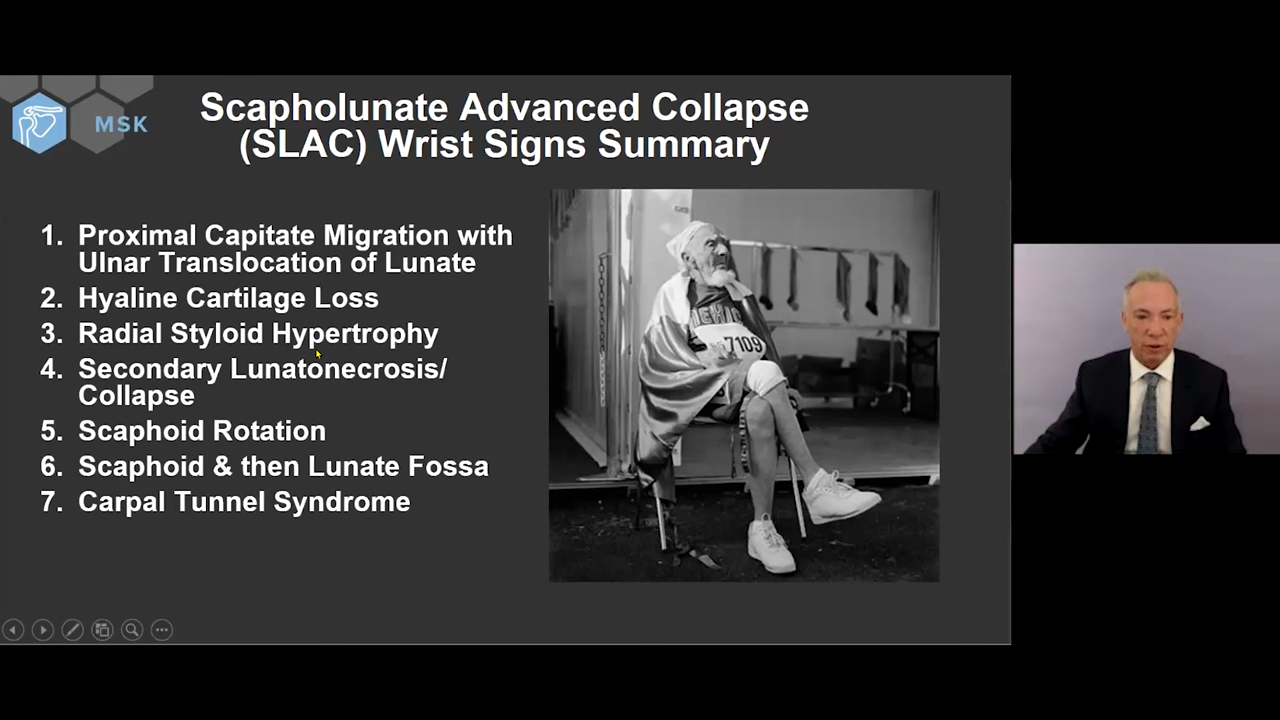 MSK
Scapholunate Advanced Collapse
(SLAC) Wrist Signs Summary
1. Proximal Capitate Migration with
Ulnar Translocation of Lunate
2. Hyaline Cartilage Loss
3. Radial Styloid Hypertrophy
4. Secondary Lunatonecrosis/
Collapse
5. Scaphoid Rotation
6. Scaphoid & then Lunate Fossa
7. Carpal Tunnel Syndrome
7109